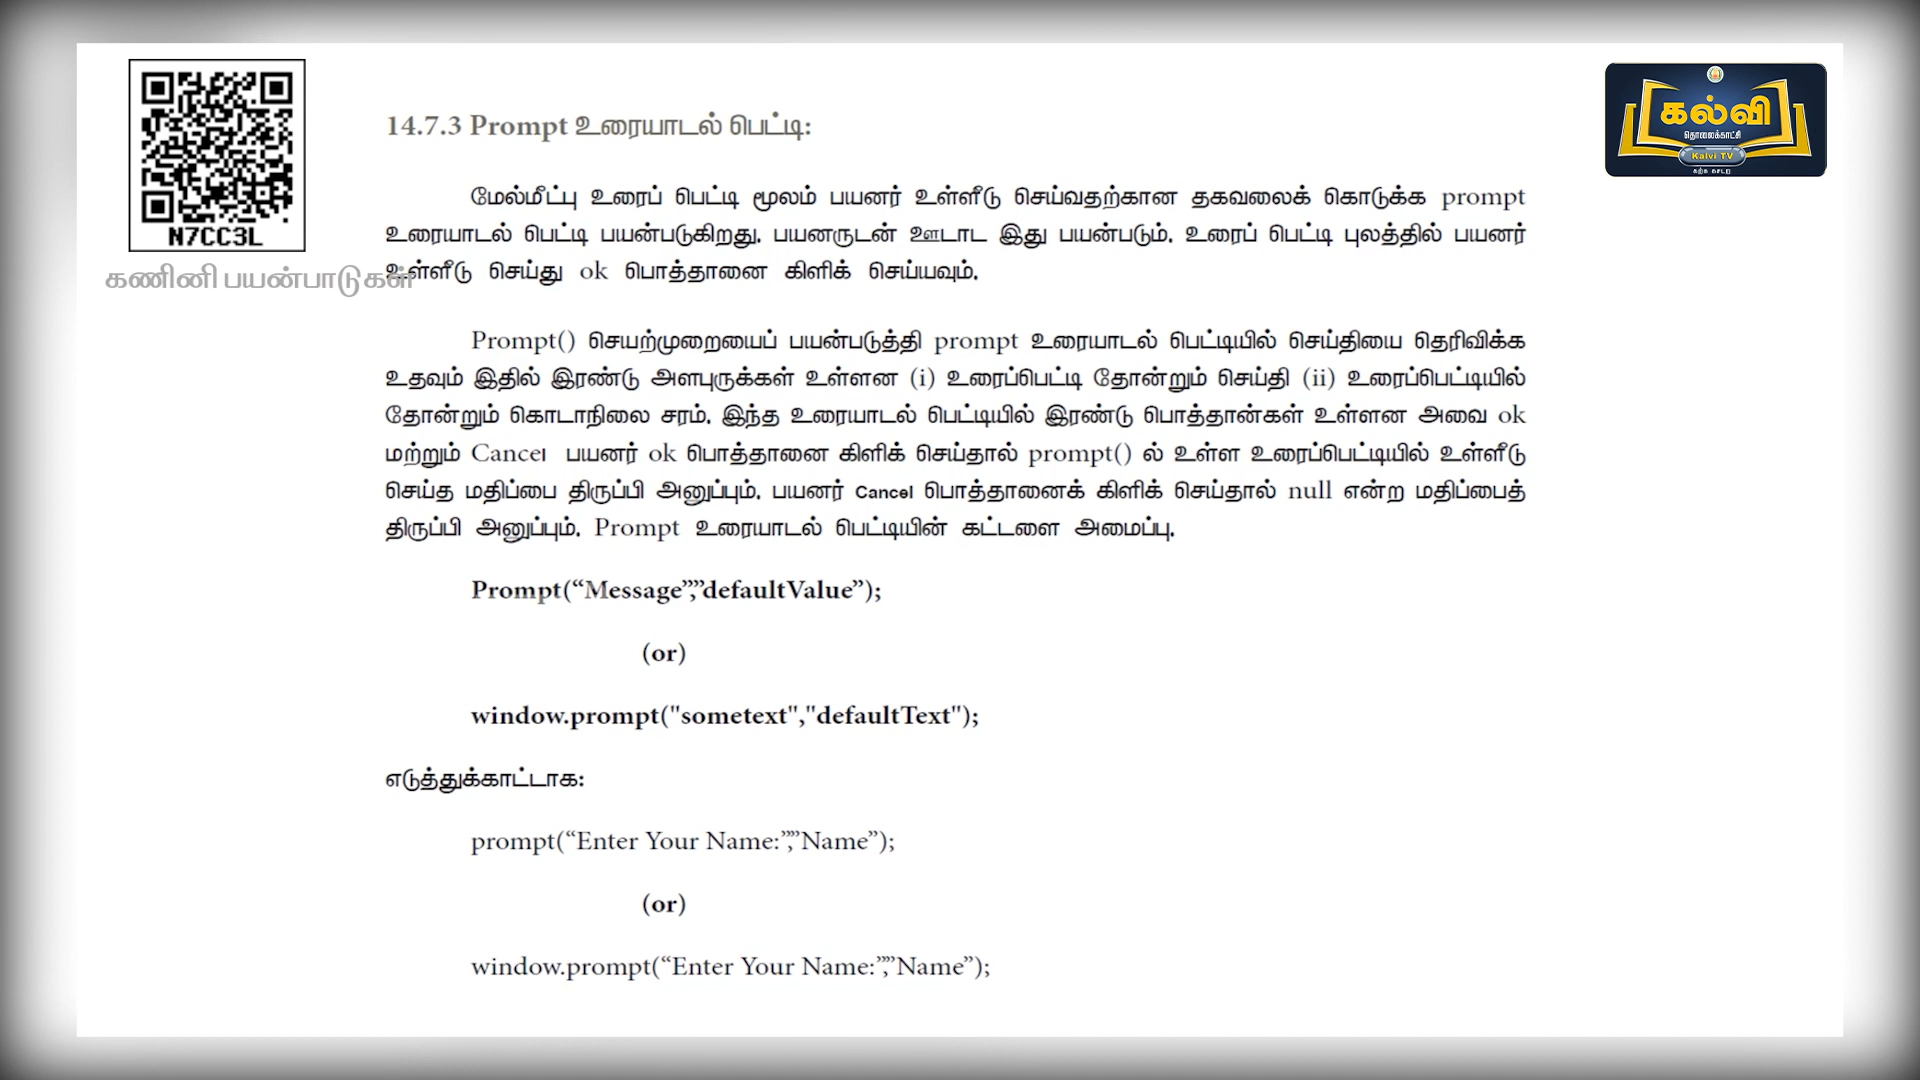 N7CC3L
கணினி பயன்பாடுகள்
கல்வி
தொலைக்காட்சி
Kalvi TV
கற்க கசடற
14.7.3 Prompt உரையாடல் பெட்டி:
மேல்மீட்பு உரைப் பெட்டி மூலம் பயனர் உள்ளீடு செய்வதற்கான தகவலைக் கொடுக்க prompt
உரையாடல் பெட்டி பயன்படுகிறது. பயனருடன் ஊடாட இது பயன்படும். உரைப் பெட்டி புலத்தில் பயனர்
உள்ளீடு செய்து ok பொத்தானை கிளிக் செய்யவும்.
Prompt() செயற்முறையைப் பயன்படுத்தி prompt உரையாடல் பெட்டியில் செய்தியை தெரிவிக்க
உதவும் இதில் இரண்டு அளபுருக்கள் உள்ளன (i) உரைப்பெட்டி தோன்றும் செய்தி (ii) உரைப்பெட்டியில்
தோன்றும் கொடாநிலை சரம். இந்த உரையாடல் பெட்டியில் இரண்டு பொத்தான்கள் உள்ளன அவை ok
மற்றும் Cancel பயனர் ok பொத்தானை கிளிக் செய்தால் prompt() ல் உள்ள உரைப்பெட்டியில் உள்ளீடு
செய்த மதிப்பை திருப்பி அனுப்பும். பயனர் Cancel பொத்தானைக் கிளிக் செய்தால் null என்ற மதிப்பைத்
திருப்பி அனுப்பும். Prompt உரையாடல் பெட்டியின் கட்டளை அமைப்பு.
Prompt(“Message”,”defaultValue”);
(or)
window.prompt("sometext","defaultText");
எடுத்துக்காட்டாக:
prompt(“Enter Your Name:”,”Name”);
(or)
window.prompt(“Enter Your Name:”,”Name”);